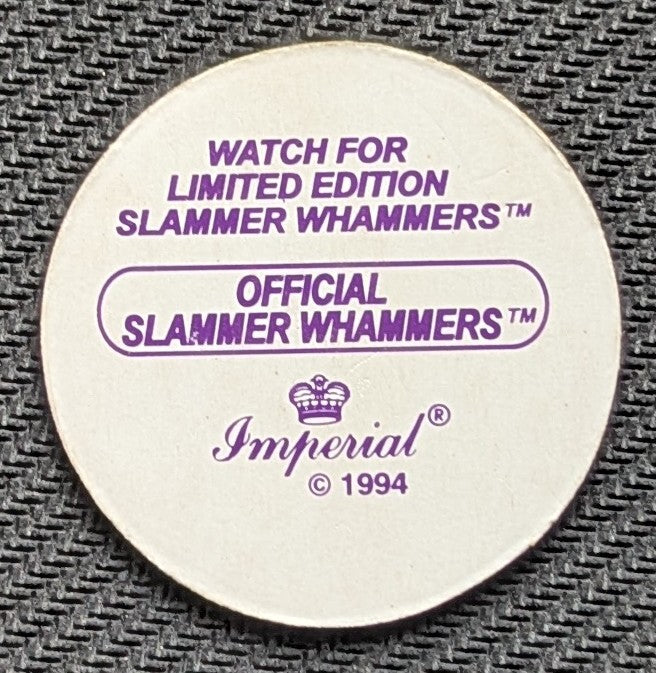 WATCH FOR
LIMITED EDITION
SLAMMER WHAMMERS™
OFFICIAL
SLAMMER WHAMMERS™
Imperial®
© 1994